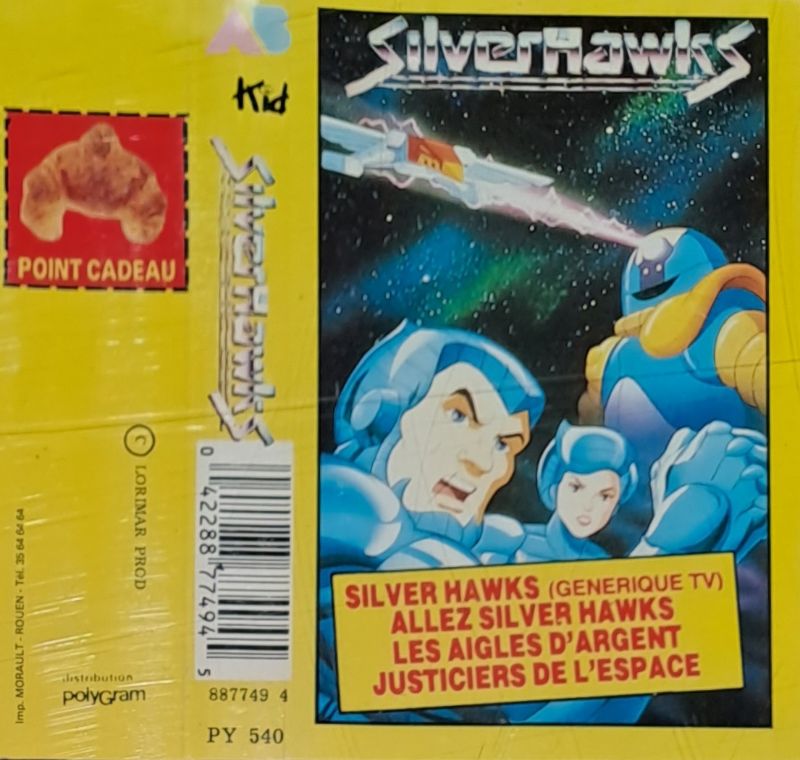 AB
Kid
POINT CADEAU
SilverHawks
© LORIMAR PROD
Imp. MORAULT - ROUEN - Tél. 35 64 64 64
distribution
polyGram
0 42288 77494 5
887749 4
PY 540
SilverHawks
SILVER HAWKS (GENERIQUE TV)
ALLEZ SILVER HAWKS
LES AIGLES D'ARGENT
JUSTICIERS DE L'ESPACE